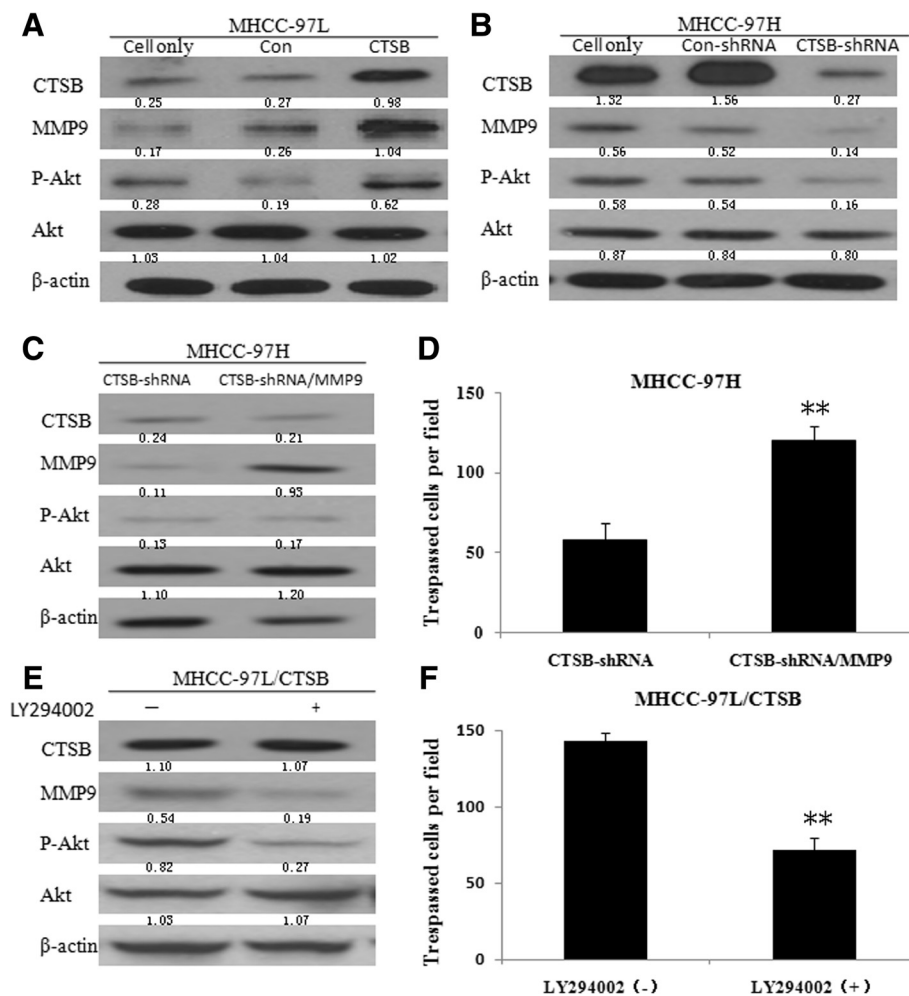 A
MHCC-97L
Cell only Con CTSB
CTSB
0.25 0.27 0.98
MMP9
0.17 0.26 1.04
P-Akt
0.28 0.19 0.62
Akt
1.03 1.04 1.02
β-actin
B
MHCC-97H
Cell only Con-shRNA CTSB-shRNA
CTSB
1.32 1.56 0.27
MMP9
0.56 0.52 0.14
P-Akt
0.58 0.54 0.16
Akt
0.87 0.84 0.80
β-actin
C
MHCC-97H
CTSB-shRNA CTSB-shRNA/MMP9
CTSB
0.24 0.21
MMP9
0.11 0.93
P-Akt
0.13 0.17
Akt
1.10 1.20
β-actin
D
MHCC-97H
Trespassed cells per field
150
100
50
0
**
CTSB-shRNA CTSB-shRNA/MMP9
E
MHCC-97L/CTSB
LY294002 — +
CTSB
1.10 1.07
MMP9
0.54 0.19
P-Akt
0.82 0.27
Akt
1.03 1.07
β-actin
F
MHCC-97L/CTSB
Trespassed cells per field
150
100
50
0
**
LY294002 (-) LY294002 (+)